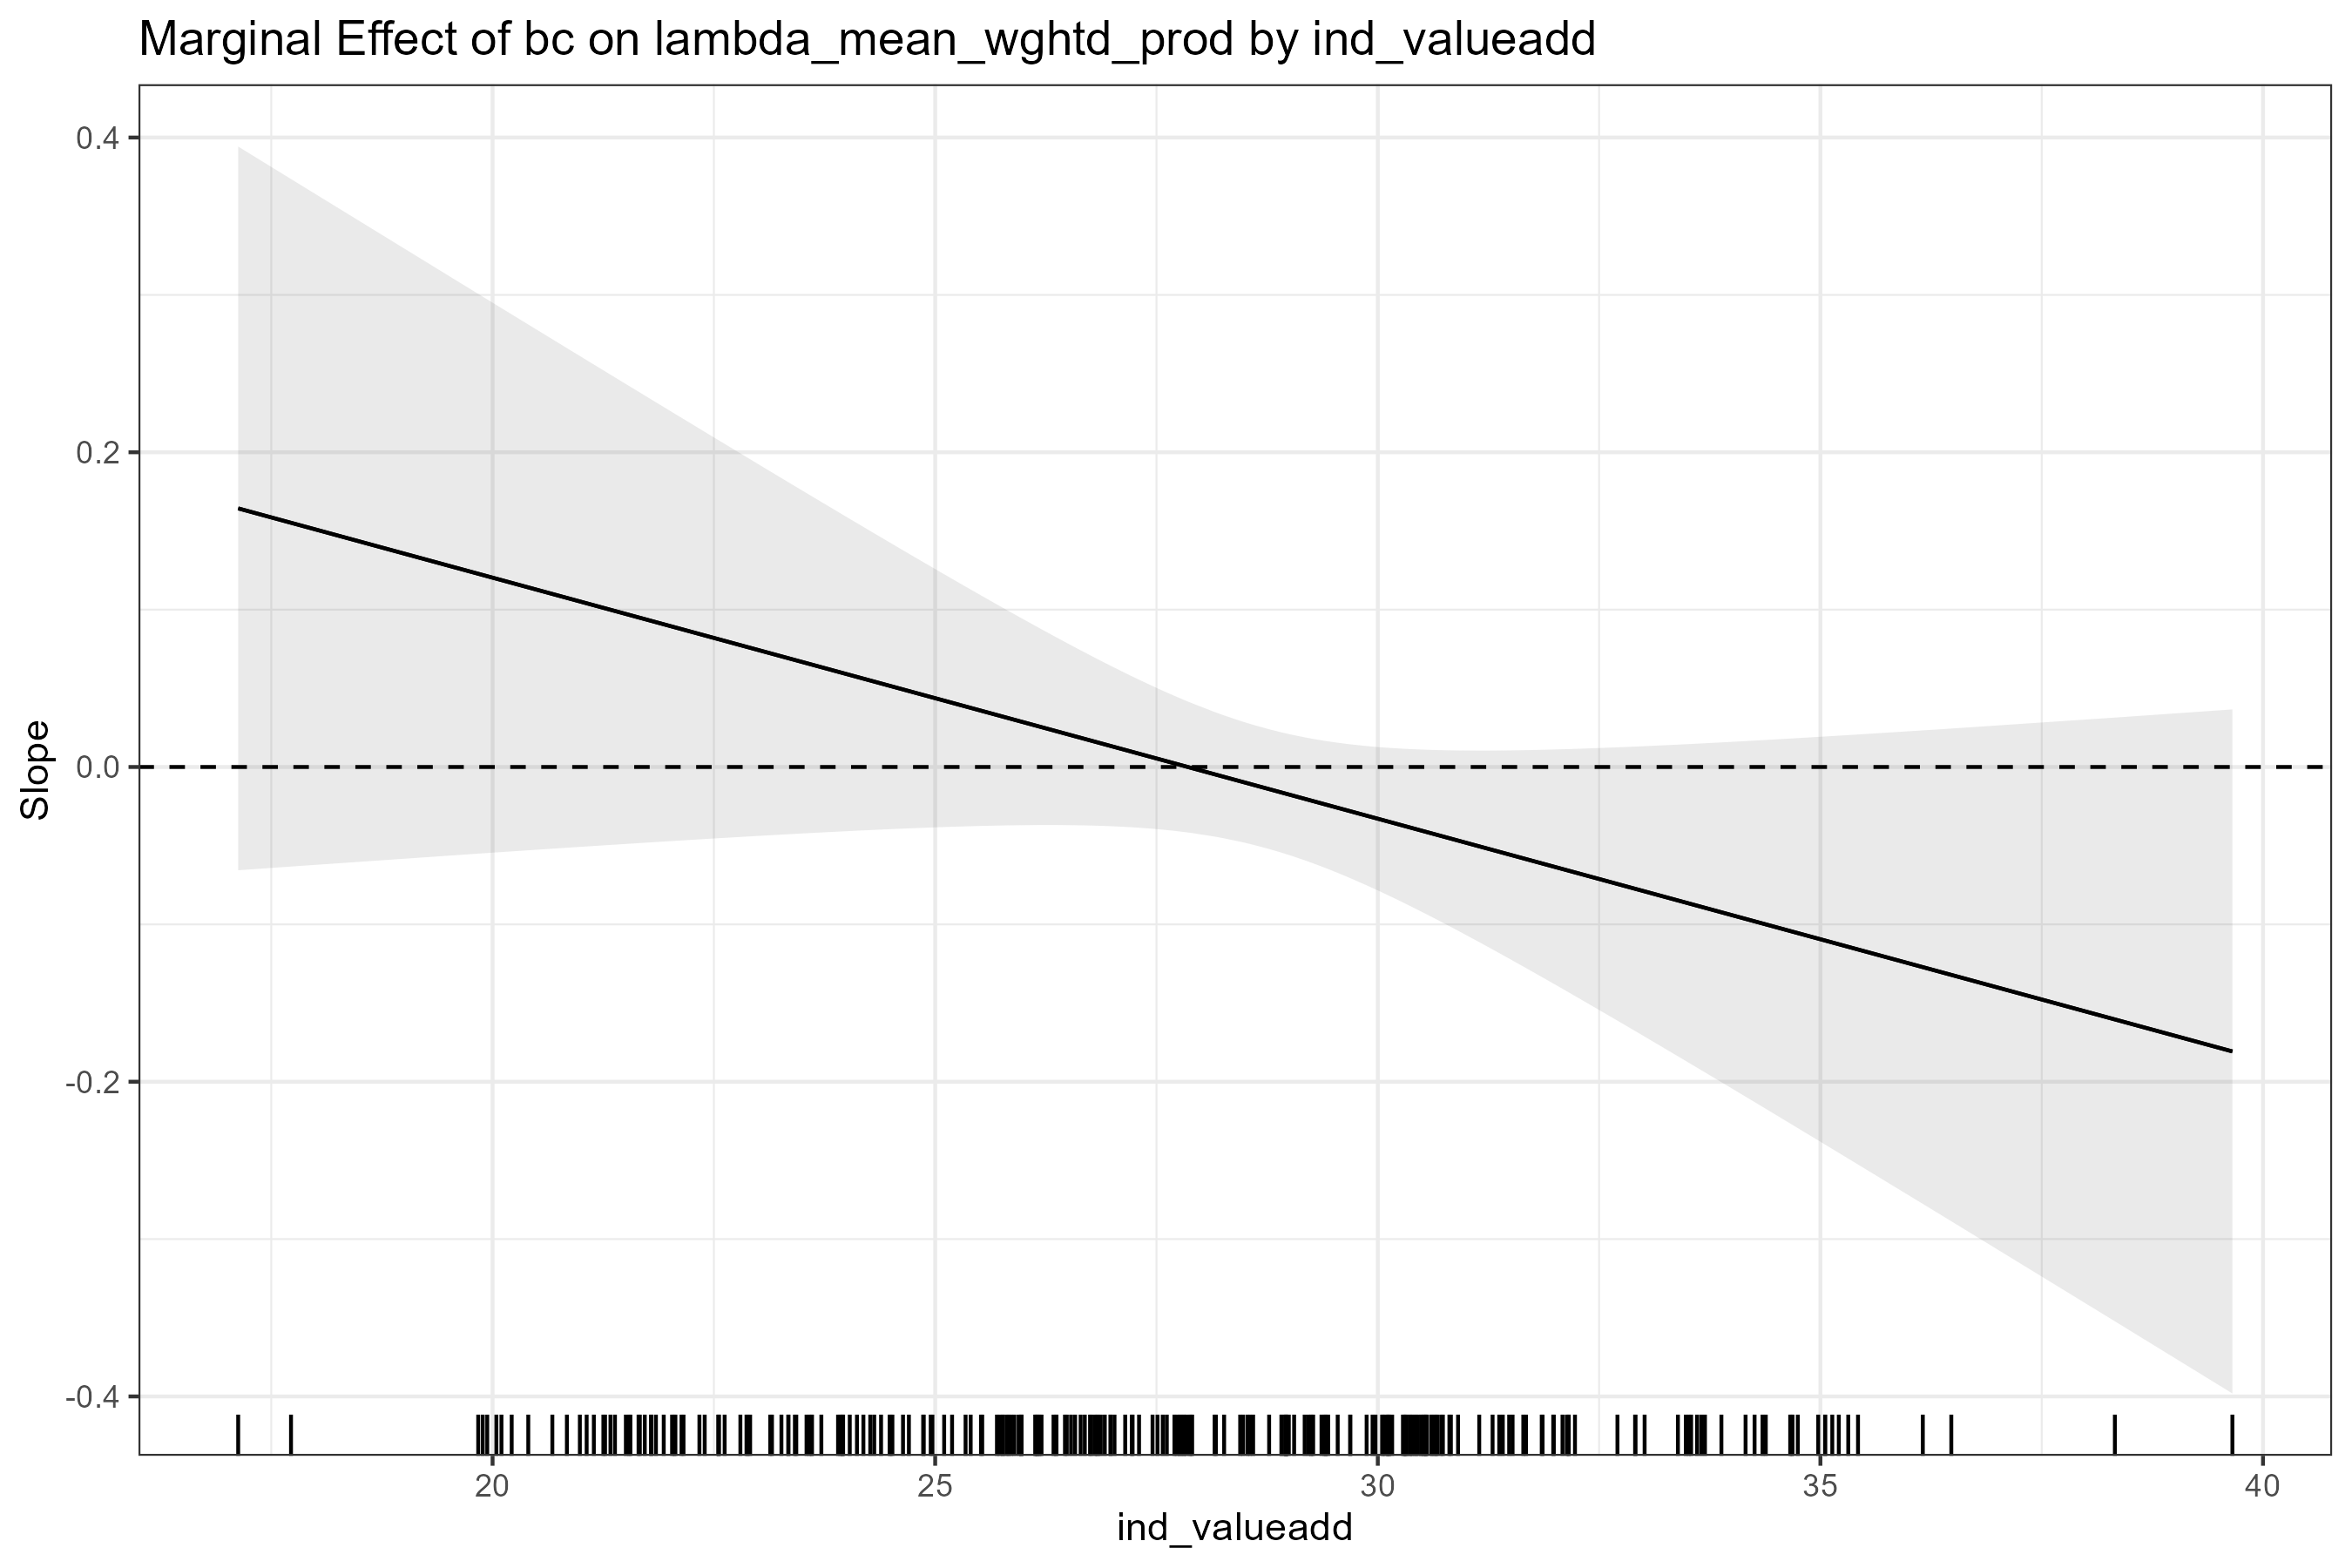 Marginal Effect of bc on lambda_mean_wghtd_prod by ind_valueadd
0.4
0.2
0.0
-0.2
-0.4
Slope
20 25 30 35 40
ind_valueadd